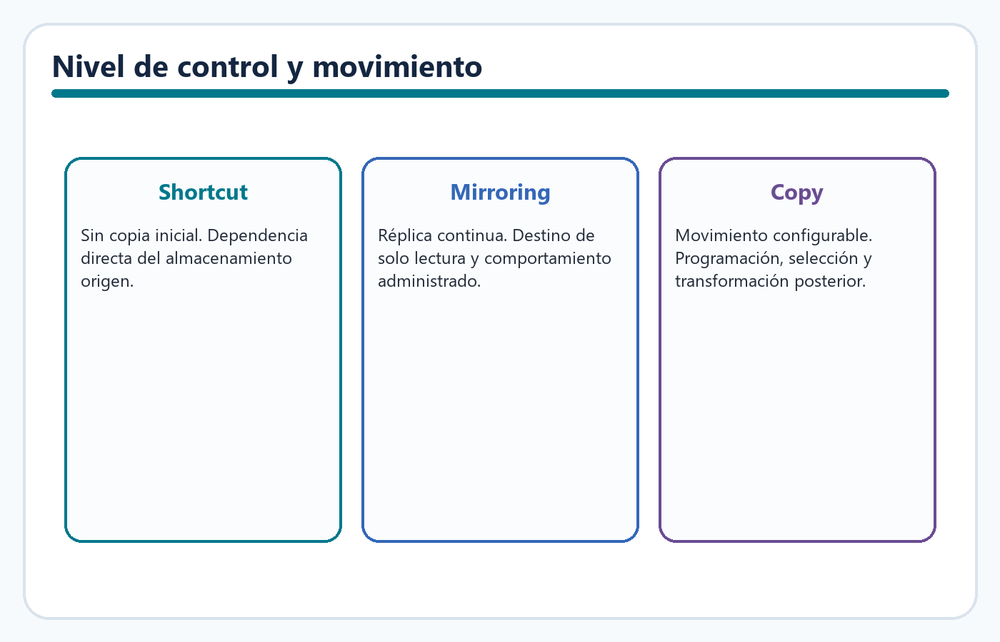 Nivel de control y movimiento
Shortcut
Sin copia inicial. Dependencia
directa del almacenamiento
origen.
Mirroring
Réplica continua. Destino de
solo lectura y comportamiento
administrado.
Copy
Movimiento configurable.
Programación, selección y
transformación posterior.